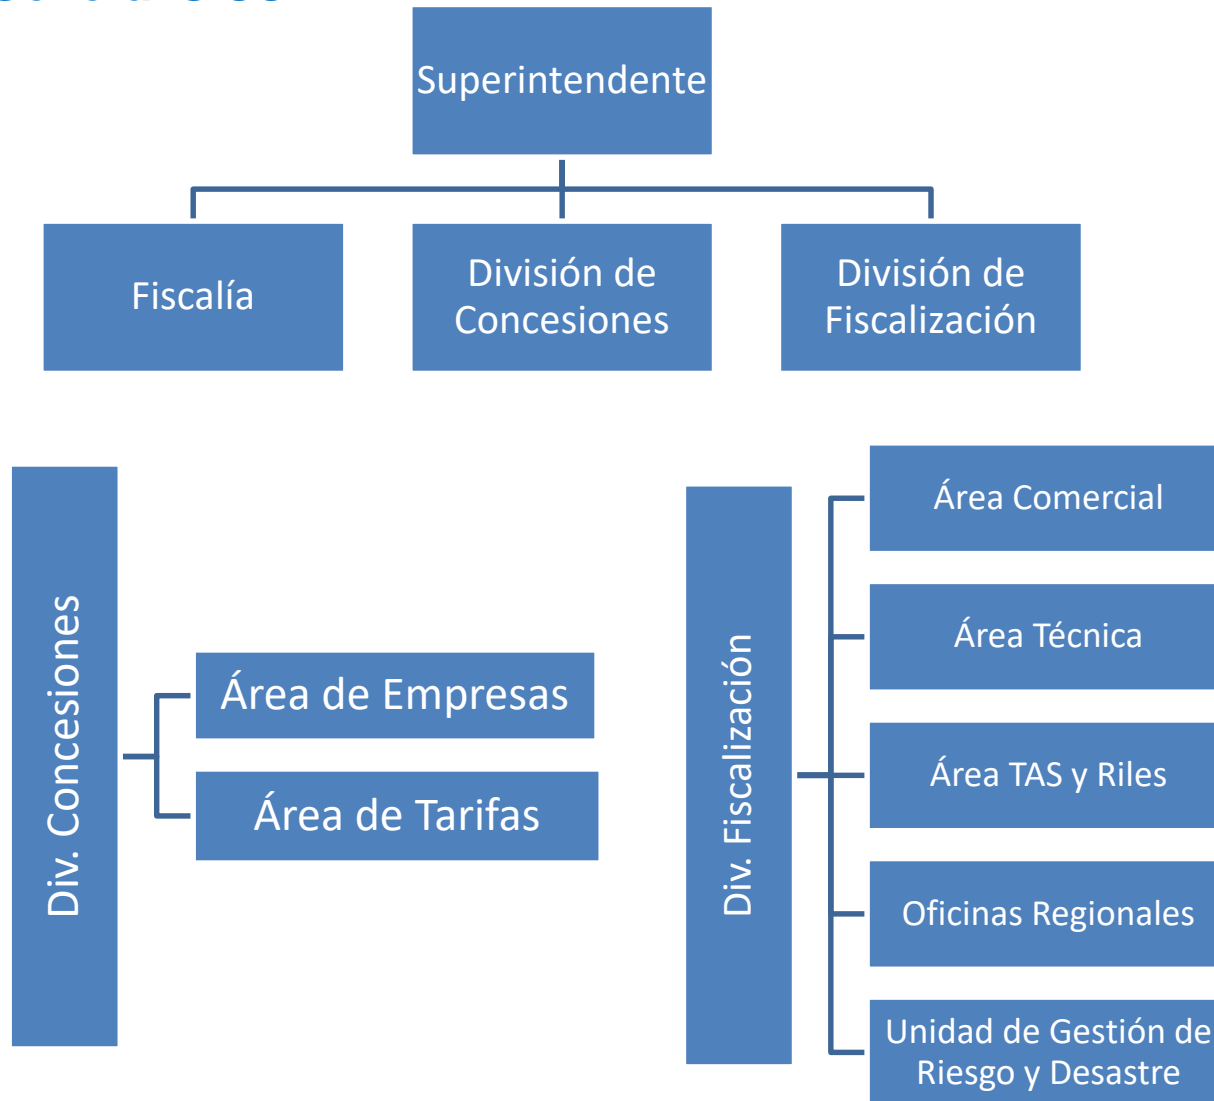 Superintendente
Fiscalía
División de
Concesiones
División de
Fiscalización
Div. Concesiones
Área de Empresas
Área de Tarifas
Div. Fiscalización
Área Comercial
Área Técnica
Área TAS y Riles
Oficinas Regionales
Unidad de Gestión de
Riesgo y Desastre